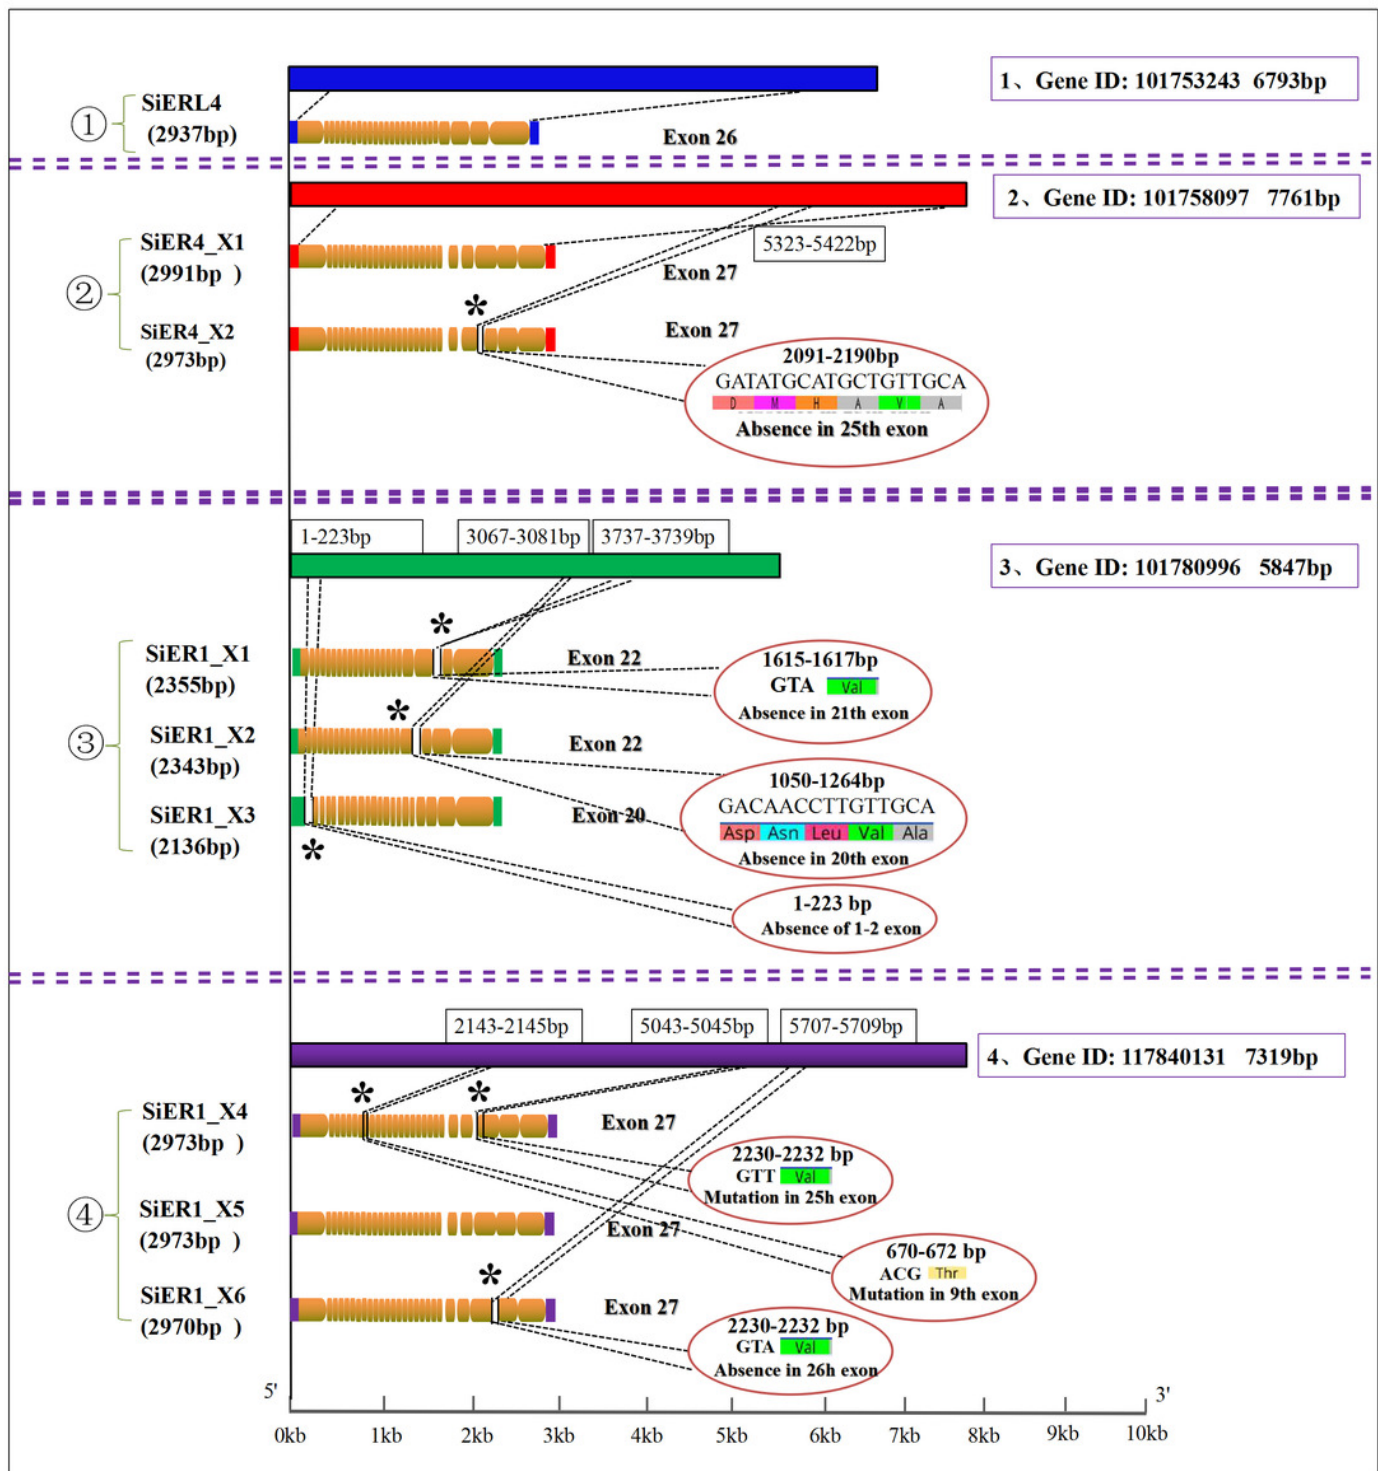 1、Gene ID: 101753243 6793bp
①
SiERL4
(2937bp)
Exon 26
2、Gene ID: 101758097 7761bp
②
SiER4_X1
(2991bp )
5323-5422bp
Exon 27
*
SiER4_X2
(2973bp)
Exon 27
2091-2190bp
GATATGCATGCTGTTGCA
D M H A V A
Absence in 25th exon
1-223bp
3067-3081bp
3737-3739bp
3、Gene ID: 101780996 5847bp
③
*
SiER1_X1
(2355bp)
Exon 22
1615-1617bp
GTA Val
Absence in 21th exon
*
SiER1_X2
(2343bp)
Exon 22
1050-1264bp
GACAACCTTGTTGCA
Asp Asn Leu Val Ala
Absence in 20th exon
SiER1_X3
(2136bp)
Exon 20
*
1-223 bp
Absence of 1-2 exon
2143-2145bp
5043-5045bp
5707-5709bp
4、Gene ID: 117840131 7319bp
④
* *
SiER1_X4
(2973bp )
Exon 27
2230-2232 bp
GTT Val
Mutation in 25h exon
SiER1_X5
(2973bp )
Exon 27
670-672 bp
ACG Thr
Mutation in 9th exon
*
SiER1_X6
(2970bp )
Exon 27
2230-2232 bp
GTA Val
Absence in 26h exon
5' 3'
0kb 1kb 2kb 3kb 4kb 5kb 6kb 7kb 8kb 9kb 10kb